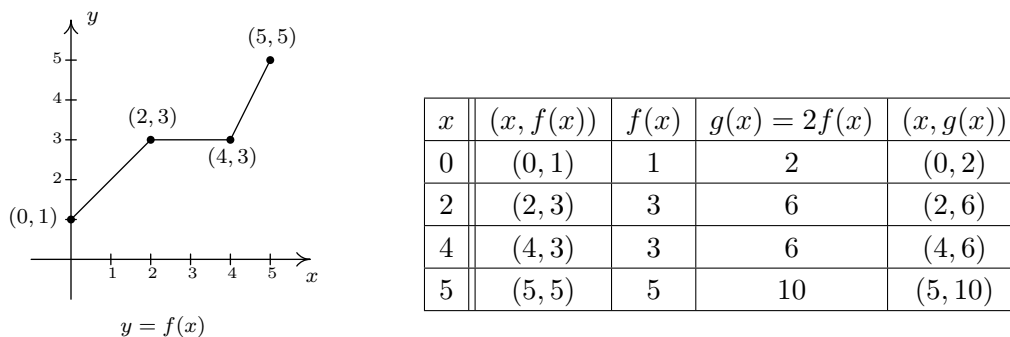 y
(5, 5)
5
4
(2, 3)
3
(4, 3)
2
(0, 1)
1 2 3 4 5
x
y = f(x)
x (x, f(x)) f(x) g(x) = 2f(x) (x, g(x))
0 (0, 1) 1 2 (0, 2)
2 (2, 3) 3 6 (2, 6)
4 (4, 3) 3 6 (4, 6)
5 (5, 5) 5 10 (5, 10)